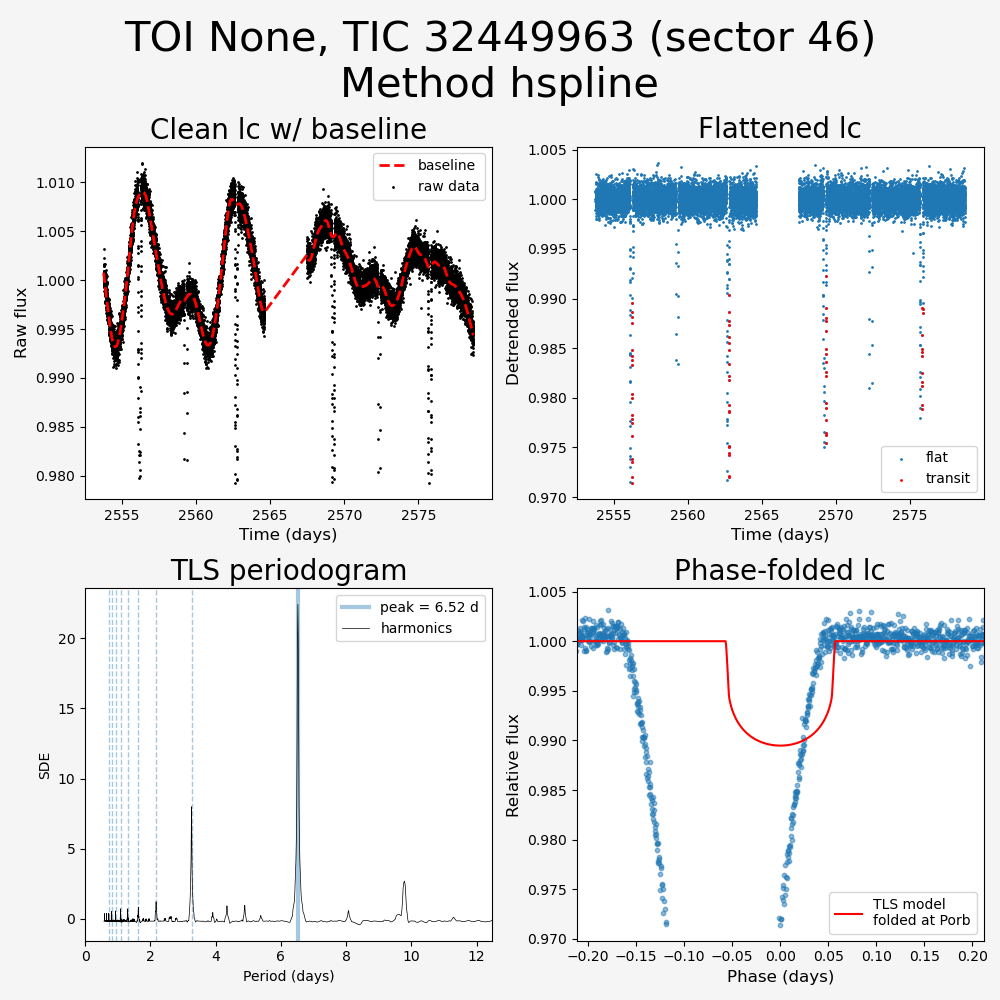 TOI None, TIC 32449963 (sector 46)
Method hspline
Clean lc w/ baseline
baseline
raw data
1.010
1.005
1.000
0.995
0.990
0.985
0.980
Raw flux
2555
2560
2565
2570
2575
Time (days)
Flattened lc
1.005
1.000
0.995
0.990
0.985
0.980
0.975
0.970
Detrended flux
flat
transit
2555
2560
2565
2570
2575
Time (days)
TLS periodogram
peak = 6.52 d
harmonics
20
15
10
5
0
SDE
0
2
4
6
8
10
12
Period (days)
Phase-folded lc
1.005
1.000
0.995
0.990
0.985
0.980
0.975
0.970
Relative flux
TLS model
folded at Porb
−0.20
−0.15
−0.10
−0.05
0.00
0.05
0.10
0.15
0.20
Phase (days)